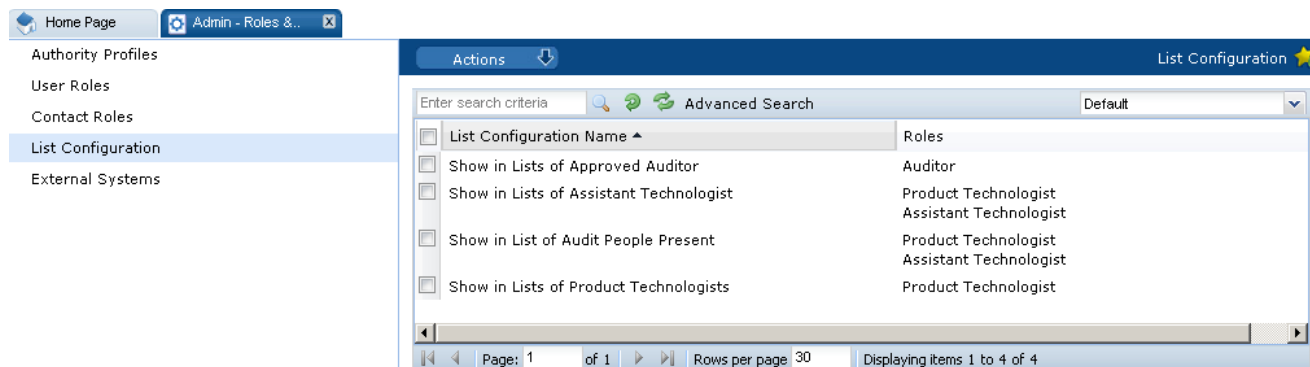 Home Page
Admin - Roles &..
Authority Profiles
User Roles
Contact Roles
List Configuration
External Systems
Actions
List Configuration
Enter search criteria
Advanced Search
Default
List Configuration Name
Roles
Show in Lists of Approved Auditor
Auditor
Show in Lists of Assistant Technologist
Product Technologist
Assistant Technologist
Show in List of Audit People Present
Product Technologist
Assistant Technologist
Show in Lists of Product Technologists
Product Technologist
Page: 1 of 1 Rows per page 30 Displaying items 1 to 4 of 4